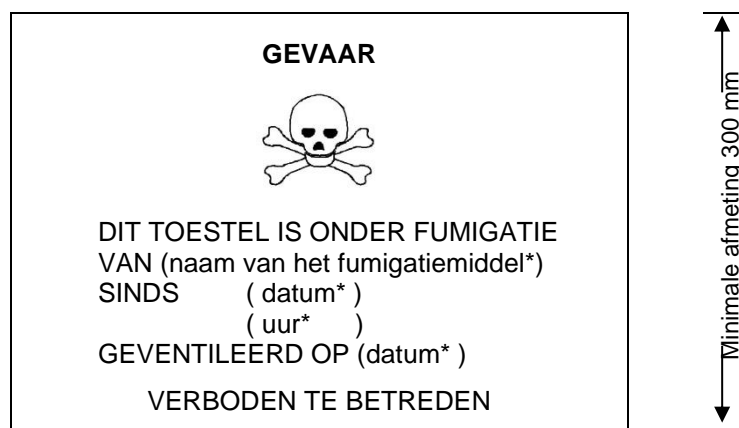 GEVAAR
DIT TOESTEL IS ONDER FUMIGATIE
VAN (naam van het fumigatiemiddel*)
SINDS ( datum* )
( uur* )
GEVENTILEERD OP (datum* )
VERBODEN TE BETREDEN
Minimale afmeting 300 mm